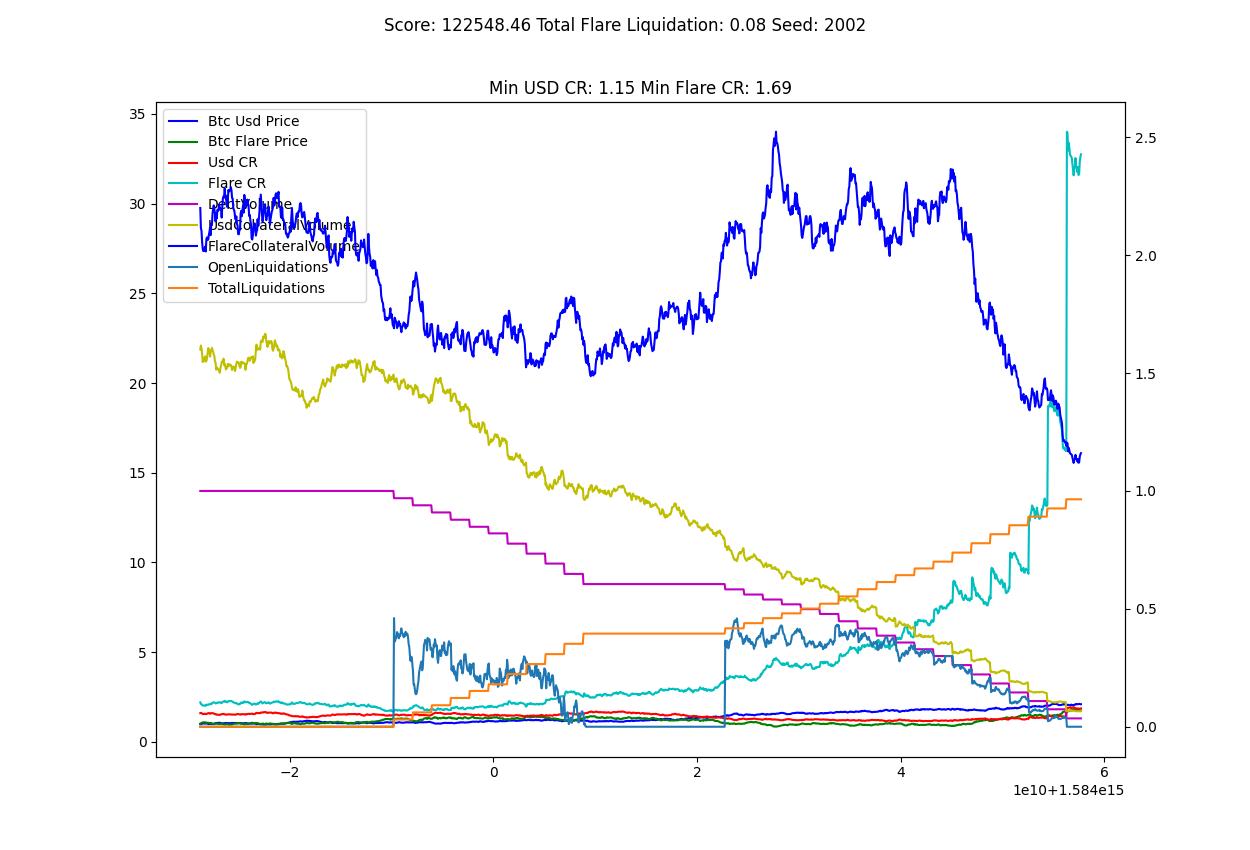 Score: 122548.46 Total Flare Liquidation: 0.08 Seed: 2002
Min USD CR: 1.15 Min Flare CR: 1.69
35
30
25
20
15
10
5
0
Btc Usd Price
Btc Flare Price
Usd CR
Flare CR
DebtVolume
UsdCollateralVolume
FlareCollateralVolume
OpenLiquidations
TotalLiquidations
2.5
2.0
1.5
1.0
0.5
0.0
−2 0 2 4 6
1e10+1.584e15